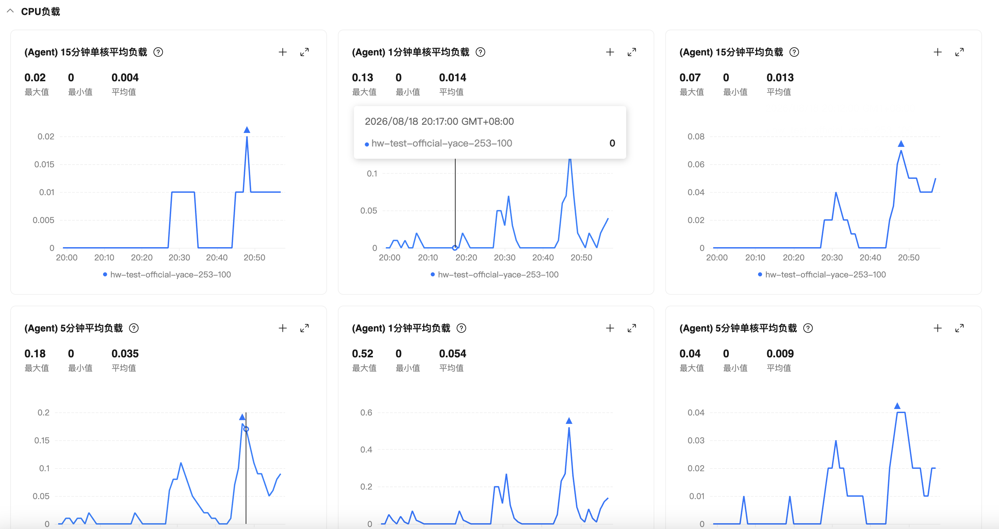 CPU负载
(Agent) 15分钟单核平均负载
0.02 0 0.004
最大值 最小值 平均值
0.02
0.015
0.01
0.005
0
20:00 20:10 20:20 20:30 20:40 20:50
hw-test-official-yace-253-100
(Agent) 1分钟单核平均负载
0.13 0 0.014
最大值 最小值 平均值
2026/08/18 20:17:00 GMT+08:00
hw-test-official-yace-253-100 0
0.1
0.05
0
20:00 20:10 20:20 20:30 20:40 20:50
hw-test-official-yace-253-100
(Agent) 15分钟平均负载
0.07 0 0.013
最大值 最小值 平均值
0.08
0.06
0.04
0.02
0
20:00 20:10 20:20 20:30 20:40 20:50
hw-test-official-yace-253-100
(Agent) 5分钟平均负载
0.18 0 0.035
最大值 最小值 平均值
0.2
0.15
0.1
0.05
0
(Agent) 1分钟平均负载
0.52 0 0.054
最大值 最小值 平均值
0.6
0.4
0.2
0
(Agent) 5分钟单核平均负载
0.04 0 0.009
最大值 最小值 平均值
0.04
0.03
0.02
0.01
0